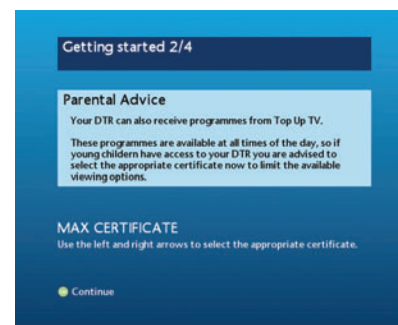 Getting started 2/4
Parental Advice
Your DTR can also receive programmes from Top Up TV.
These programmes are available at all times of the day, so if
young childern have access to your DTR you are advised to
select the appropriate certificate now to limit the available
viewing options.
MAX CERTIFICATE
Use the left and right arrows to select the appropriate certificate.
Continue